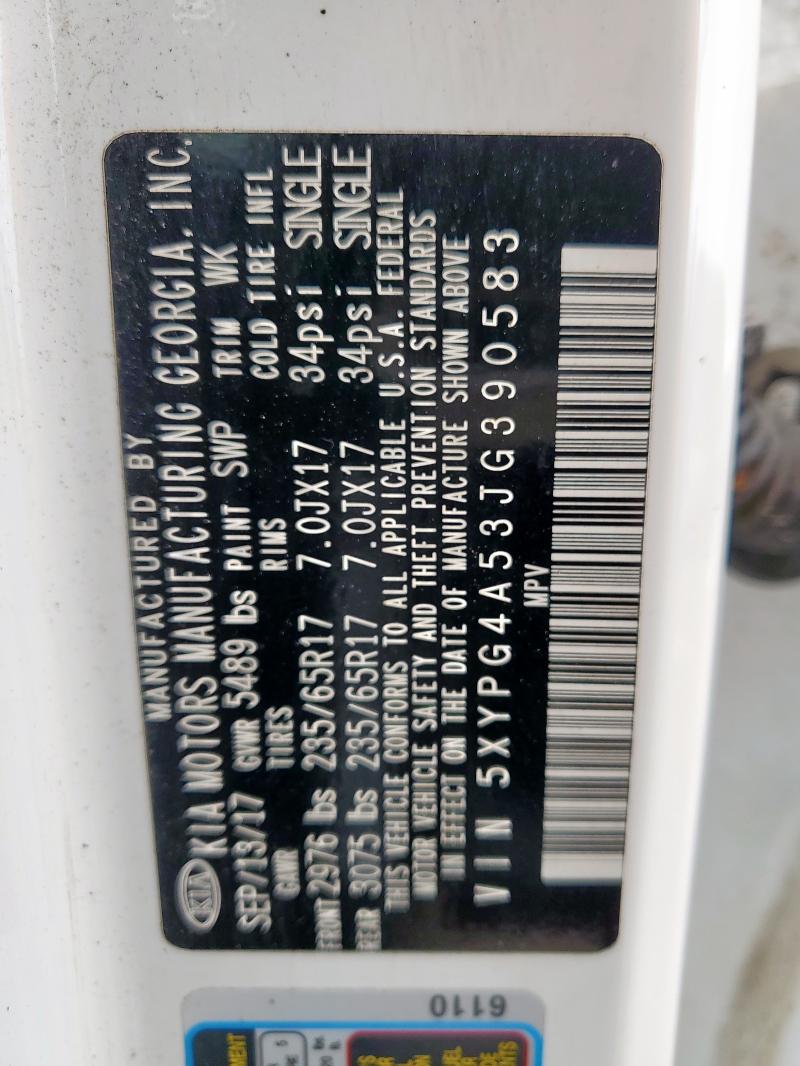 MANUFACTURED BY
KIA KIA MOTORS MANUFACTURING GEORGIA, INC.
SEP/13/17 GVWR 5489 lbs PAINT SWP TRIM WK
GAWR TIRES RIMS COLD TIRE INFL
FRONT 2976 lbs 235/65R17 7.0JX17 34psi SINGLE
REAR 3075 lbs 235/65R17 7.0JX17 34psi SINGLE
THIS VEHICLE CONFORMS TO ALL APPLICABLE U.S.A. FEDERAL
MOTOR VEHICLE SAFETY AND THEFT PREVENTION STANDARDS
IN EFFECT ON THE DATE OF MANUFACTURE SHOWN ABOVE
VIN 5XYPG4A53JG390583
MPV
6110